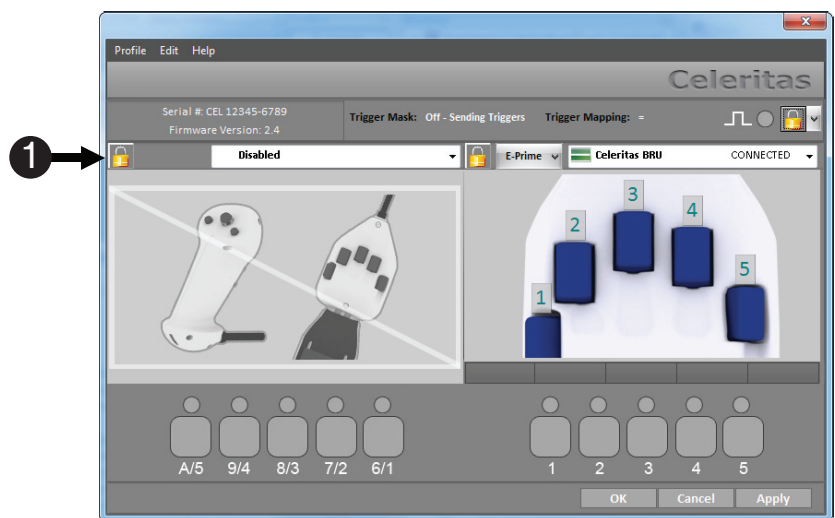 Profile Edit Help
Celeritas
Serial #: CEL 12345-6789
Firmware Version: 2.4
Trigger Mask: Off - Sending Triggers Trigger Mapping: =
1
Disabled
E-Prime Celeritas BRU CONNECTED
1 2 3 4 5
A/5 9/4 8/3 7/2 6/1
1 2 3 4 5
OK Cancel Apply